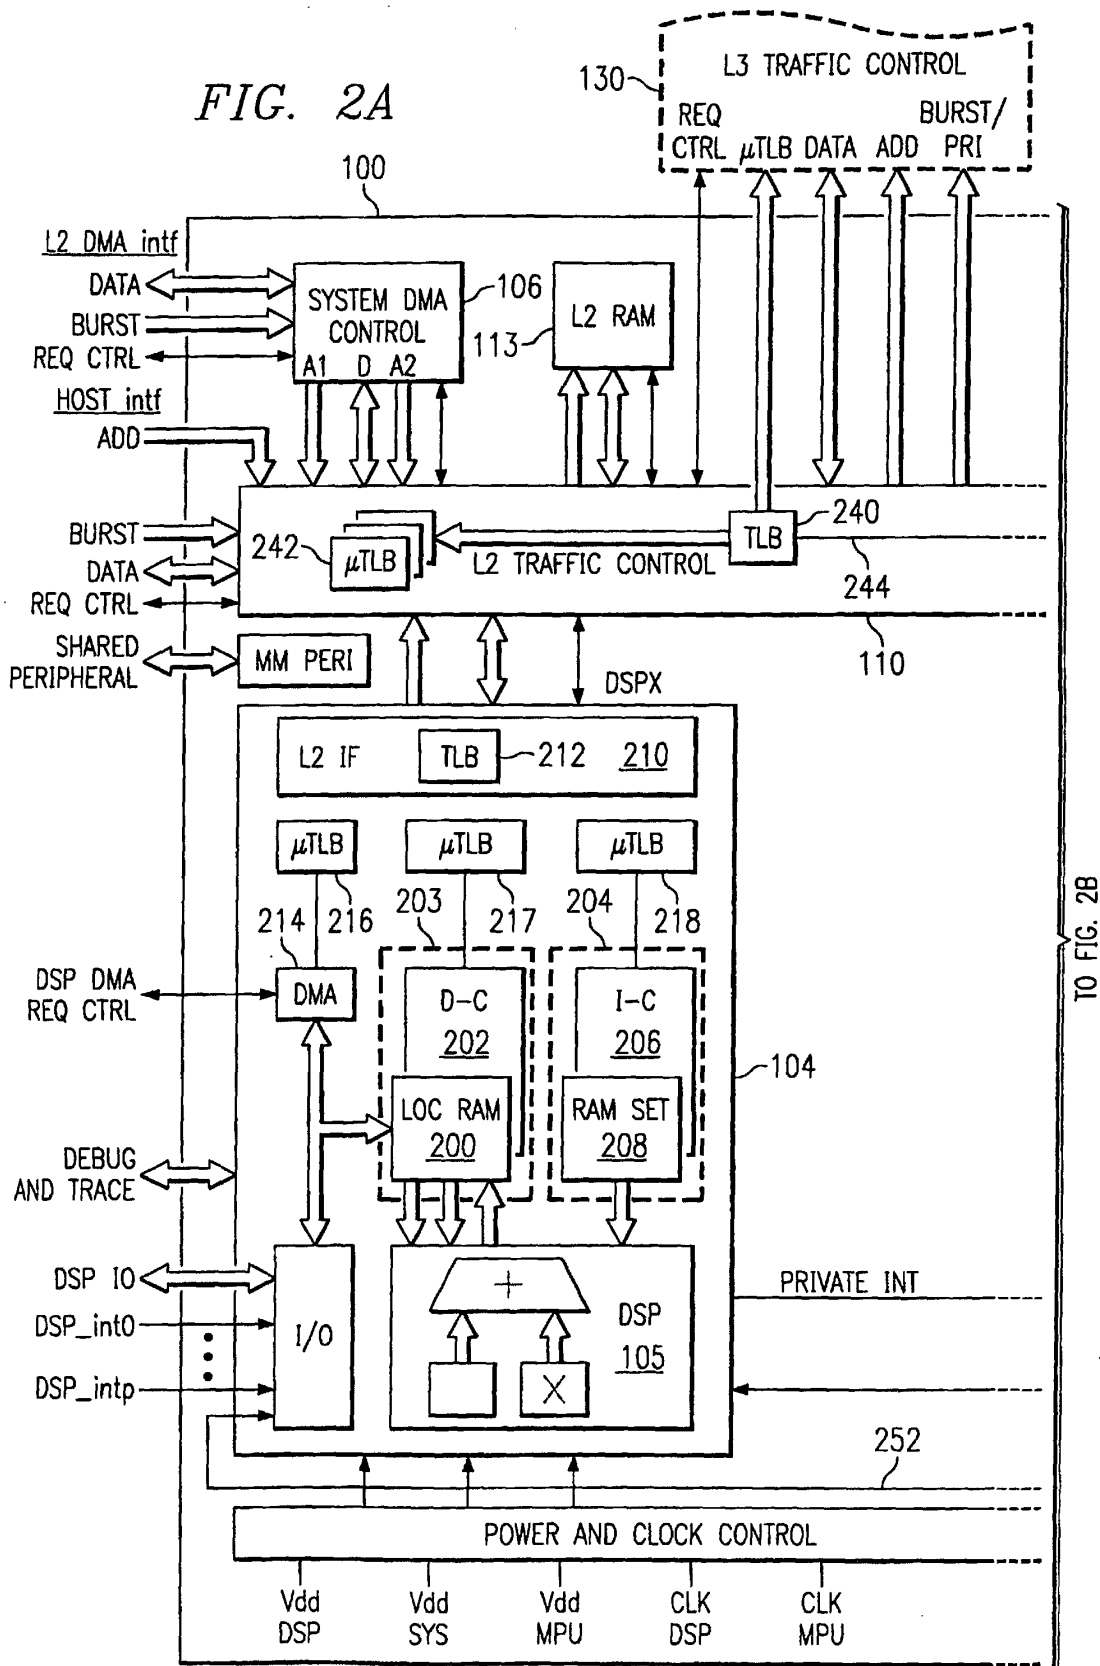 FIG. 2A
130
L3 TRAFFIC CONTROL
REQ CTRL
μTLB
DATA
ADD
BURST/ PRI
100
L2 DMA intf
DATA
BURST
REQ CTRL
SYSTEM DMA CONTROL
A1 D A2
106
113
L2 RAM
HOST intf
ADD
BURST
DATA
REQ CTRL
242
μTLB
L2 TRAFFIC CONTROL
TLB
240
244
110
SHARED PERIPHERAL
MM PERI
DSPX
L2 IF
TLB
212
210
μTLB
μTLB
μTLB
214
216
203
217
204
218
DSP DMA REQ CTRL
DMA
D-C
202
I-C
206
104
LOC RAM
200
RAM SET
208
DEBUG AND TRACE
DSP IO
DSP_int0
DSP_intp
I/O
+
X
DSP
105
PRIVATE INT
252
POWER AND CLOCK CONTROL
Vdd DSP
Vdd SYS
Vdd MPU
CLK DSP
CLK MPU
TO FIG. 2B